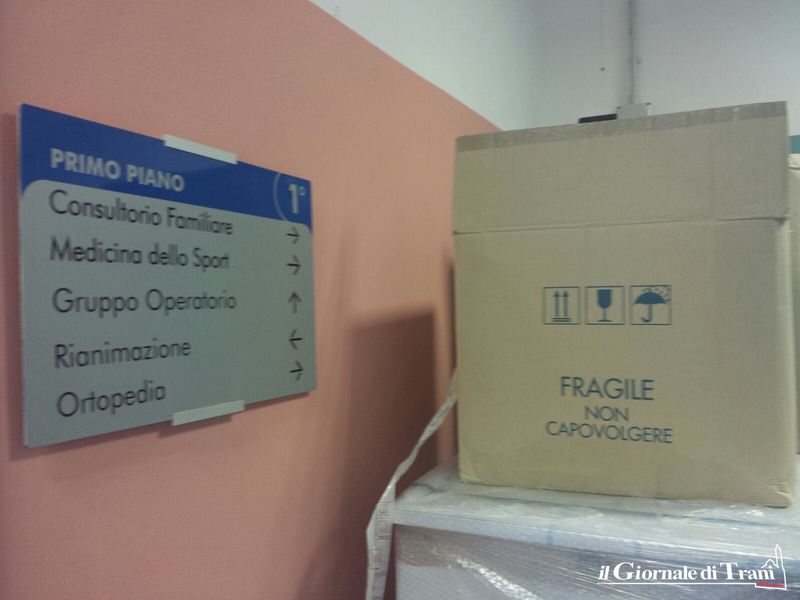 PRIMO PIANO 1°
Consultorio Familiare →
Medicina dello Sport →
Gruppo Operatorio ↑
Rianimazione ←
Ortopedia →
FRAGILE
NON
CAPOVOLGERE
il Giornale di Trani